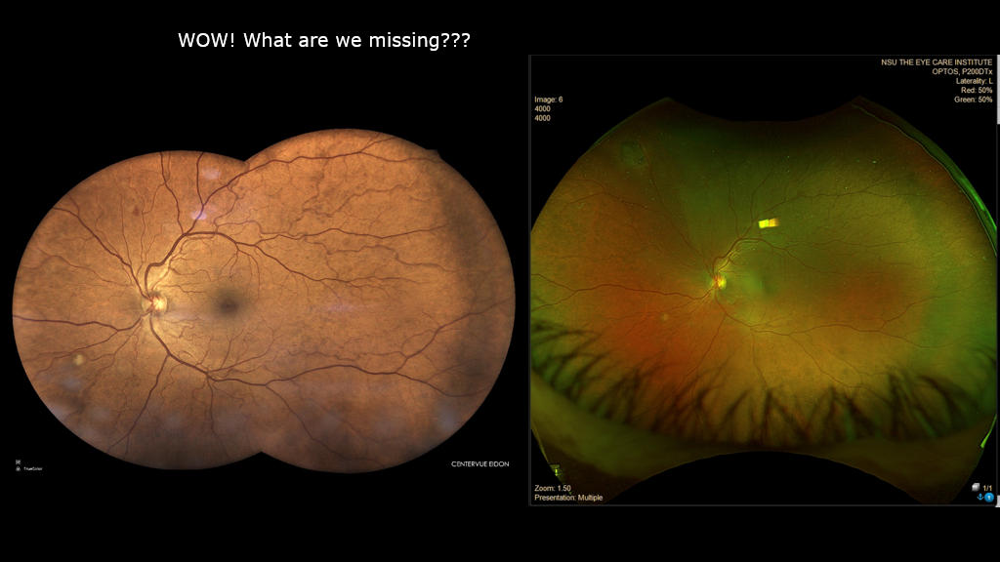 WOW! What are we missing???
NSU THE EYE CARE INSTITUTE
OPTOS, P200DTx
Laterality: L
Red: 50%
Green: 50%
Image: 6
4000
4000
TrueColor
CENTERVUE EIDON
Zoom: 1.50
Presentation: Multiple
1/1